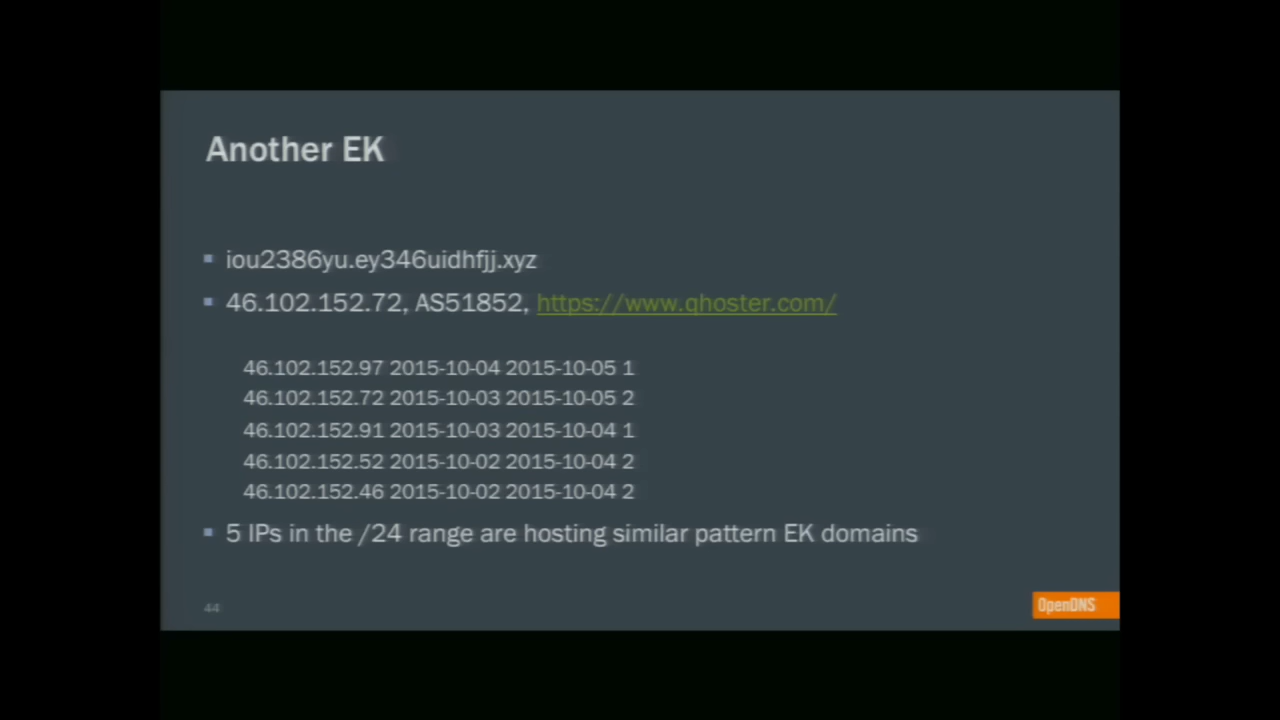 Another EK
iou2386yu.ey346uidhfjj.xyz
46.102.152.72, AS51852, https://www.qhoster.com/
46.102.152.97 2015-10-04 2015-10-05 1
46.102.152.72 2015-10-03 2015-10-05 2
46.102.152.91 2015-10-03 2015-10-04 1
46.102.152.52 2015-10-02 2015-10-04 2
46.102.152.46 2015-10-02 2015-10-04 2
5 IPs in the /24 range are hosting similar pattern EK domains
44
OpenDNS